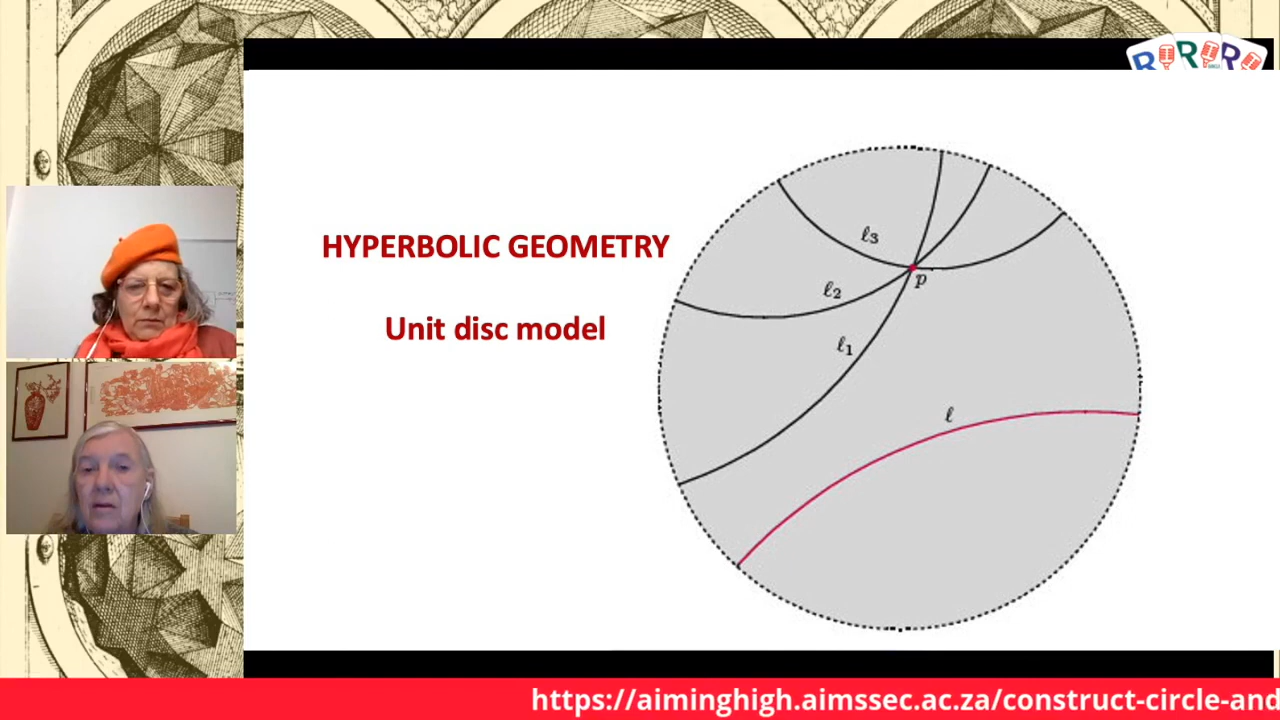 HYPERBOLIC GEOMETRY
Unit disc model
ℓ3
p
ℓ2
ℓ1
ℓ
https://aiminghigh.aimssec.ac.za/construct-circle-and